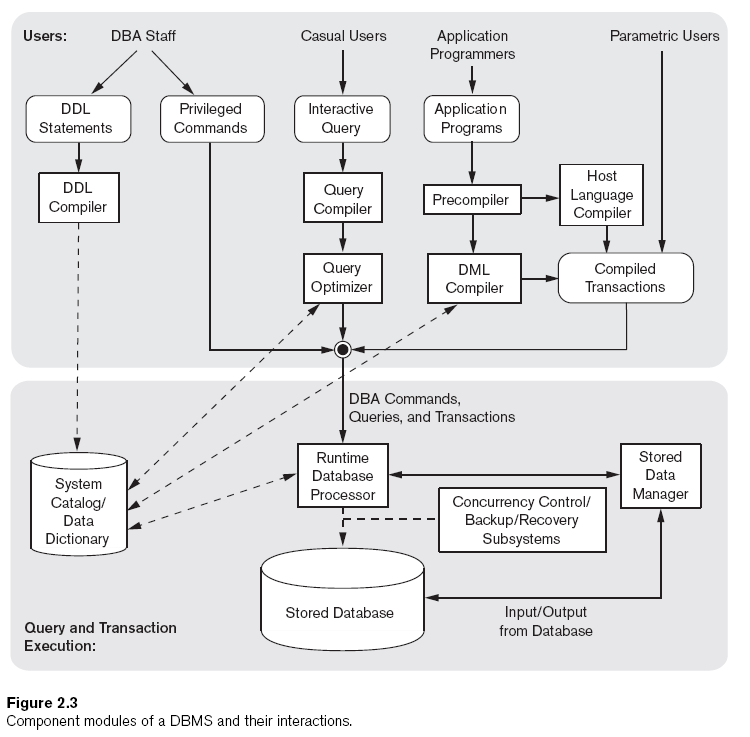 Users:
DBA Staff
Casual Users
Application
Programmers
Parametric Users
DDL
Statements
Privileged
Commands
Interactive
Query
Application
Programs
DDL
Compiler
Query
Compiler
Precompiler
Host
Language
Compiler
Query
Optimizer
DML
Compiler
Compiled
Transactions
DBA Commands,
Queries, and Transactions
System
Catalog/
Data
Dictionary
Runtime
Database
Processor
Stored
Data
Manager
Concurrency Control/
Backup/Recovery
Subsystems
Stored Database
Input/Output
from Database
Query and Transaction
Execution:
Figure 2.3
Component modules of a DBMS and their interactions.